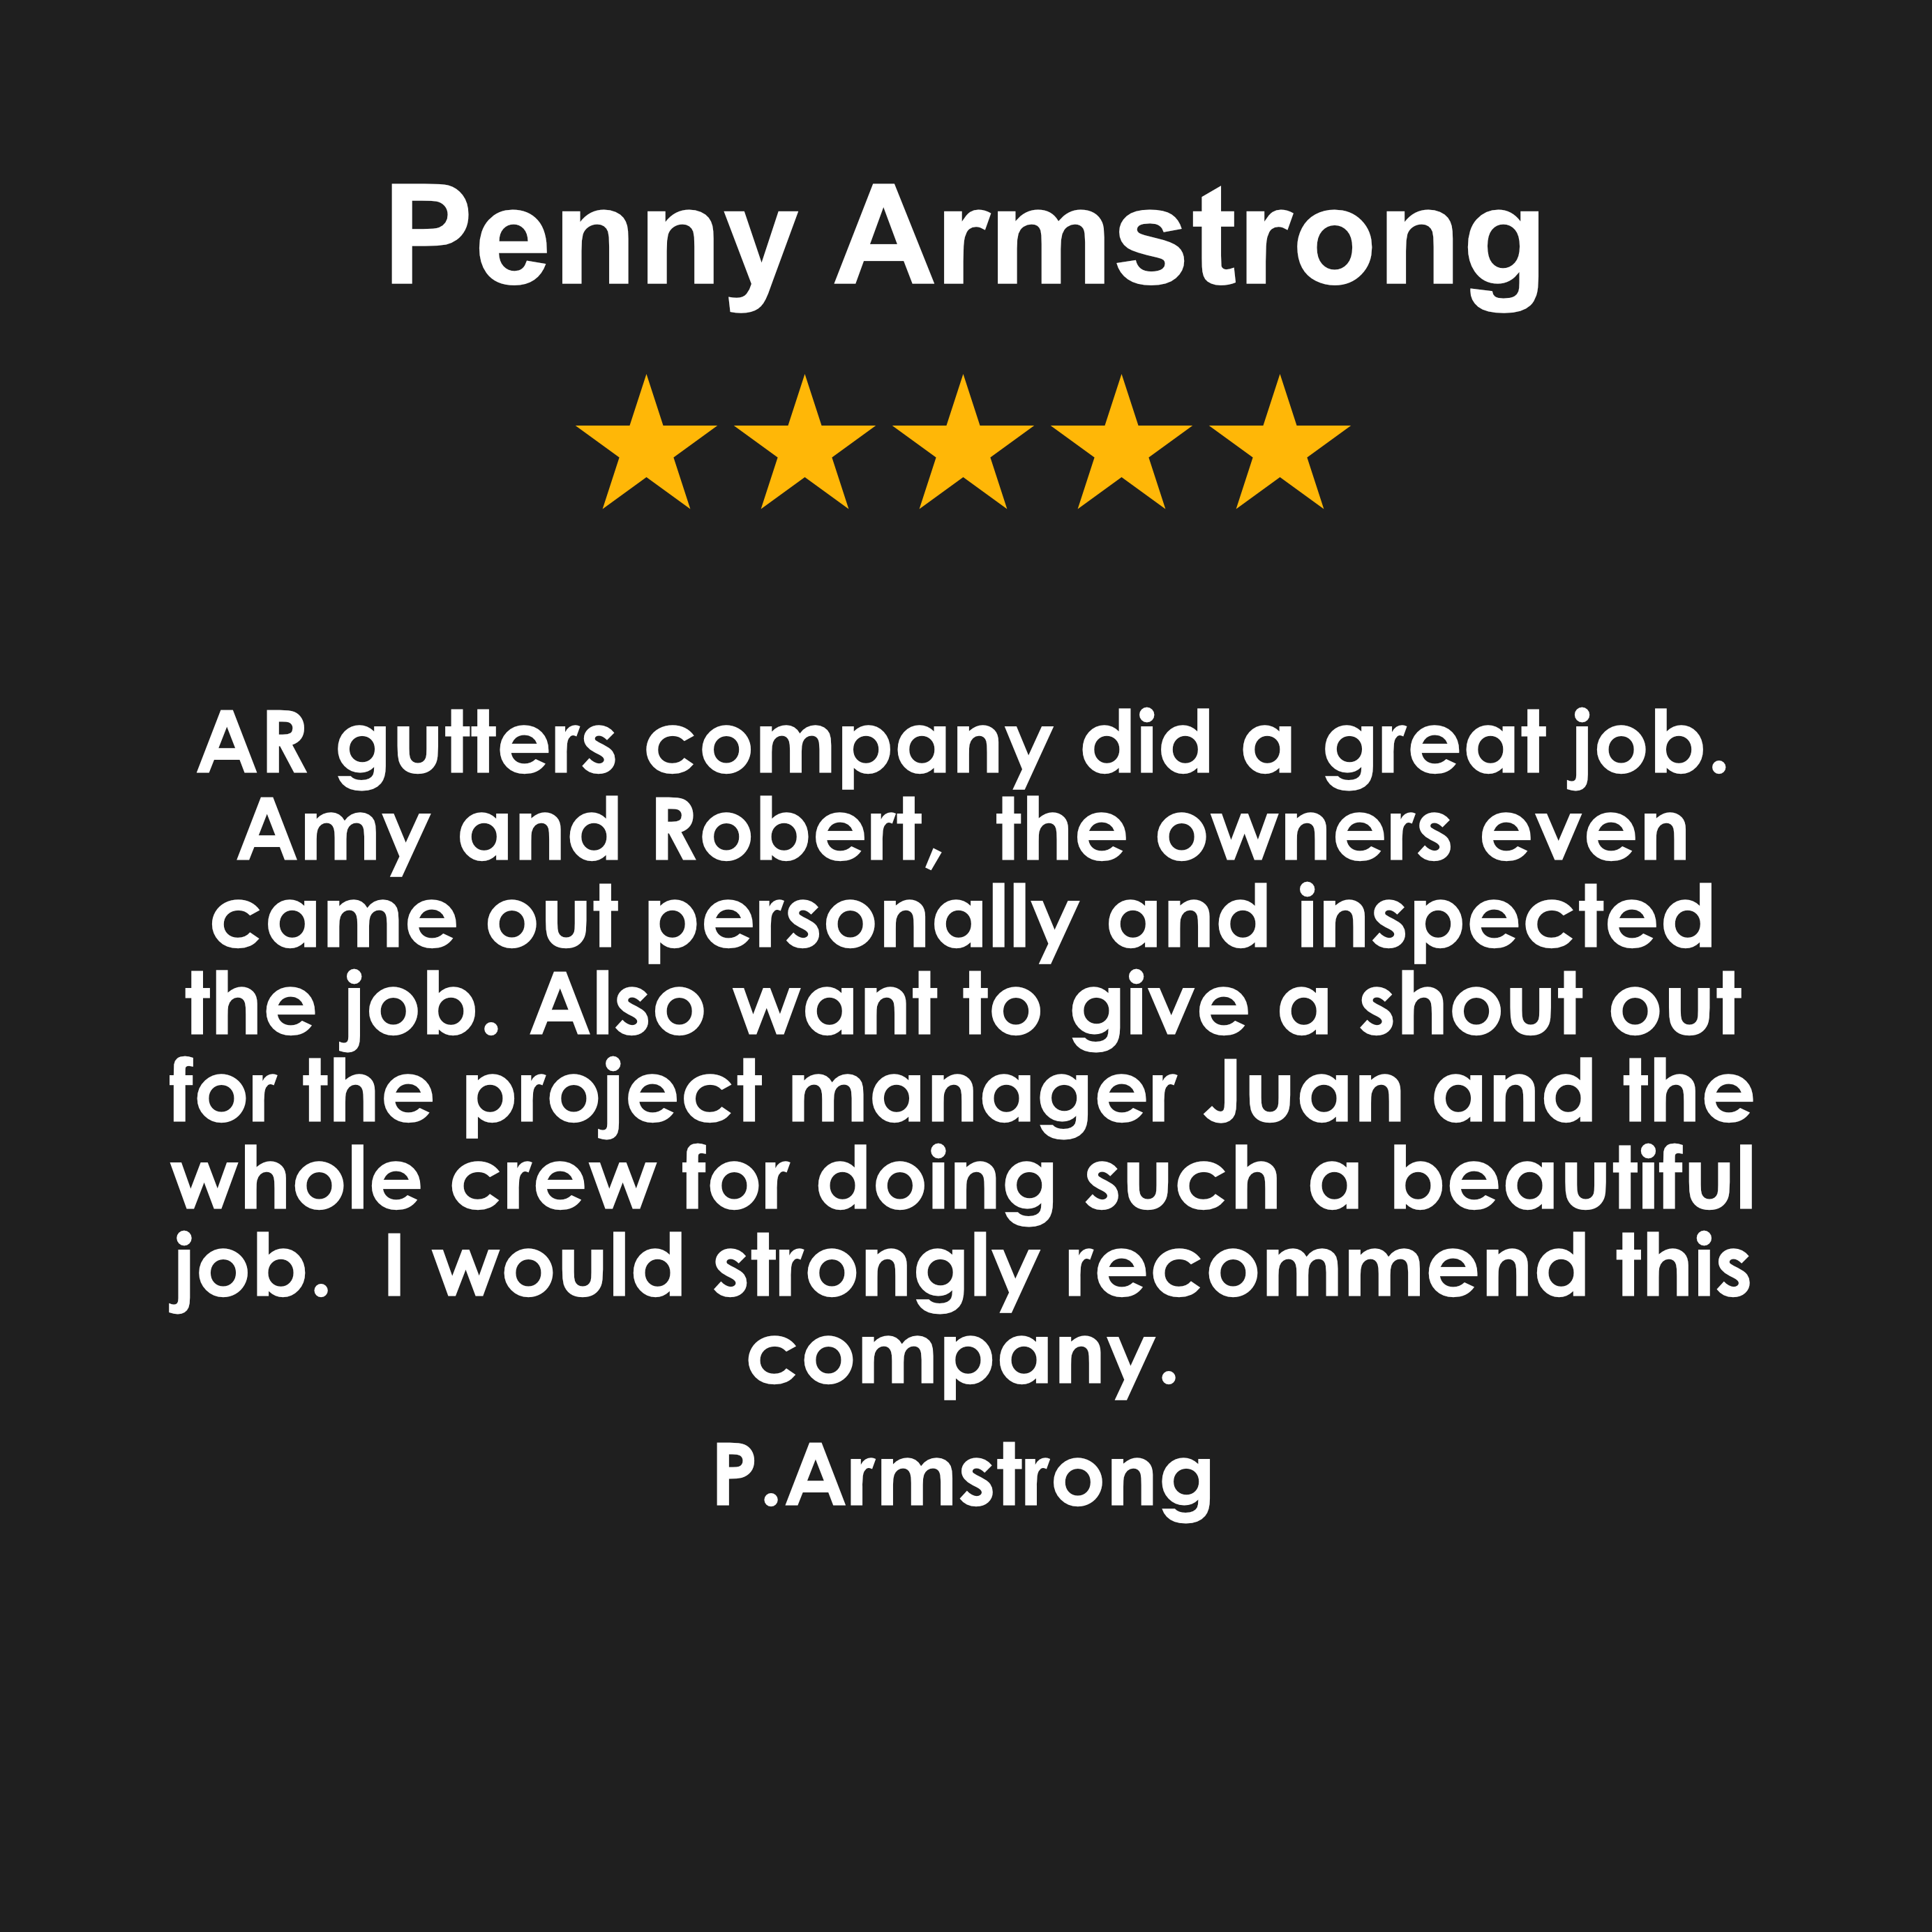 Penny Armstrong
AR gutters company did a great job.
Amy and Robert,  the owners even
came out personally and inspected
the job. Also want to give a shout out
for the project manager Juan and the
whole crew for doing such a beautiful
job.  I would strongly recommend this
company.
P.Armstrong